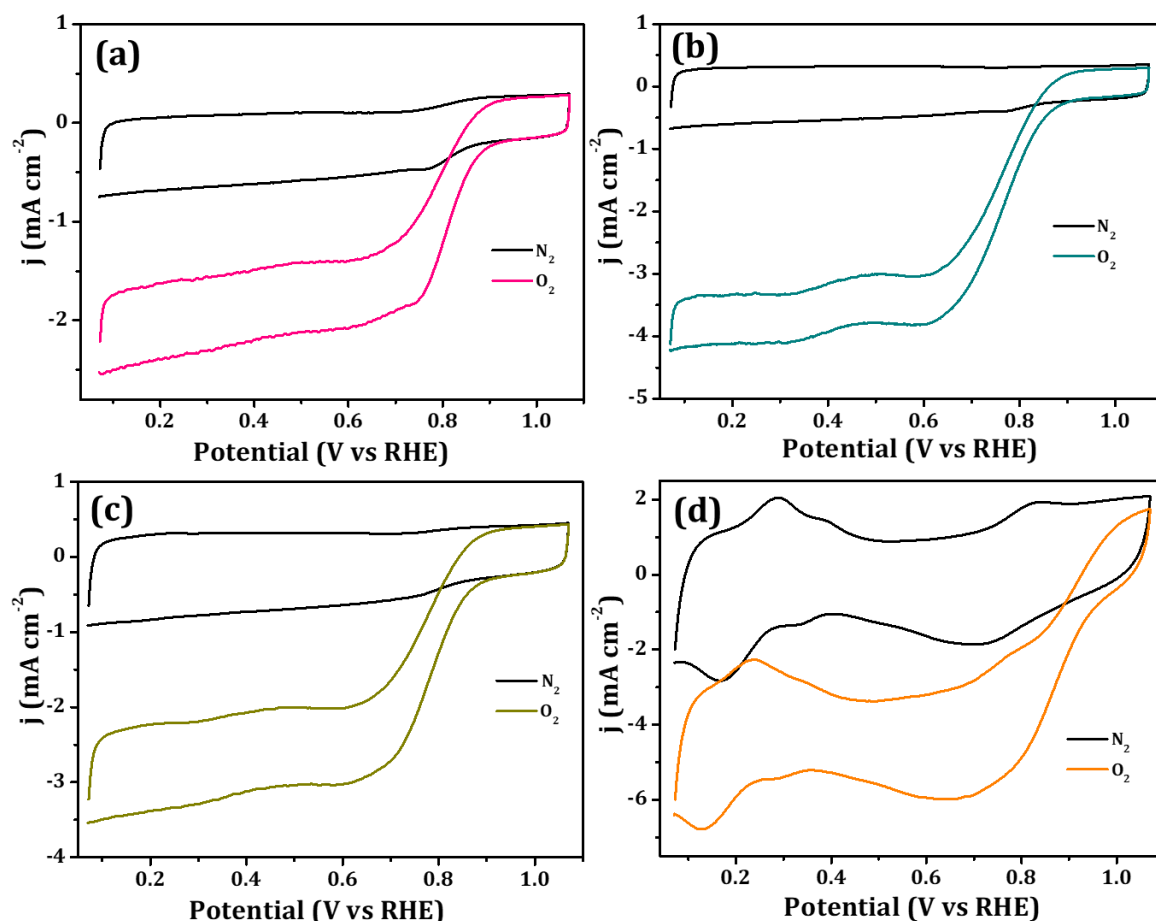 (a)
1
0
-1
-2
j (mA cm⁻²)
N₂
O₂
0.2 0.4 0.6 0.8 1.0
Potential (V vs RHE)
(b)
1
0
-1
-2
-3
-4
-5
j (mA cm⁻²)
N₂
O₂
0.2 0.4 0.6 0.8 1.0
Potential (V vs RHE)
(c)
1
0
-1
-2
-3
-4
j (mA cm⁻²)
N₂
O₂
0.2 0.4 0.6 0.8 1.0
Potential (V vs RHE)
(d)
2
0
-2
-4
-6
j (mA cm⁻²)
N₂
O₂
0.2 0.4 0.6 0.8 1.0
Potential (V vs RHE)